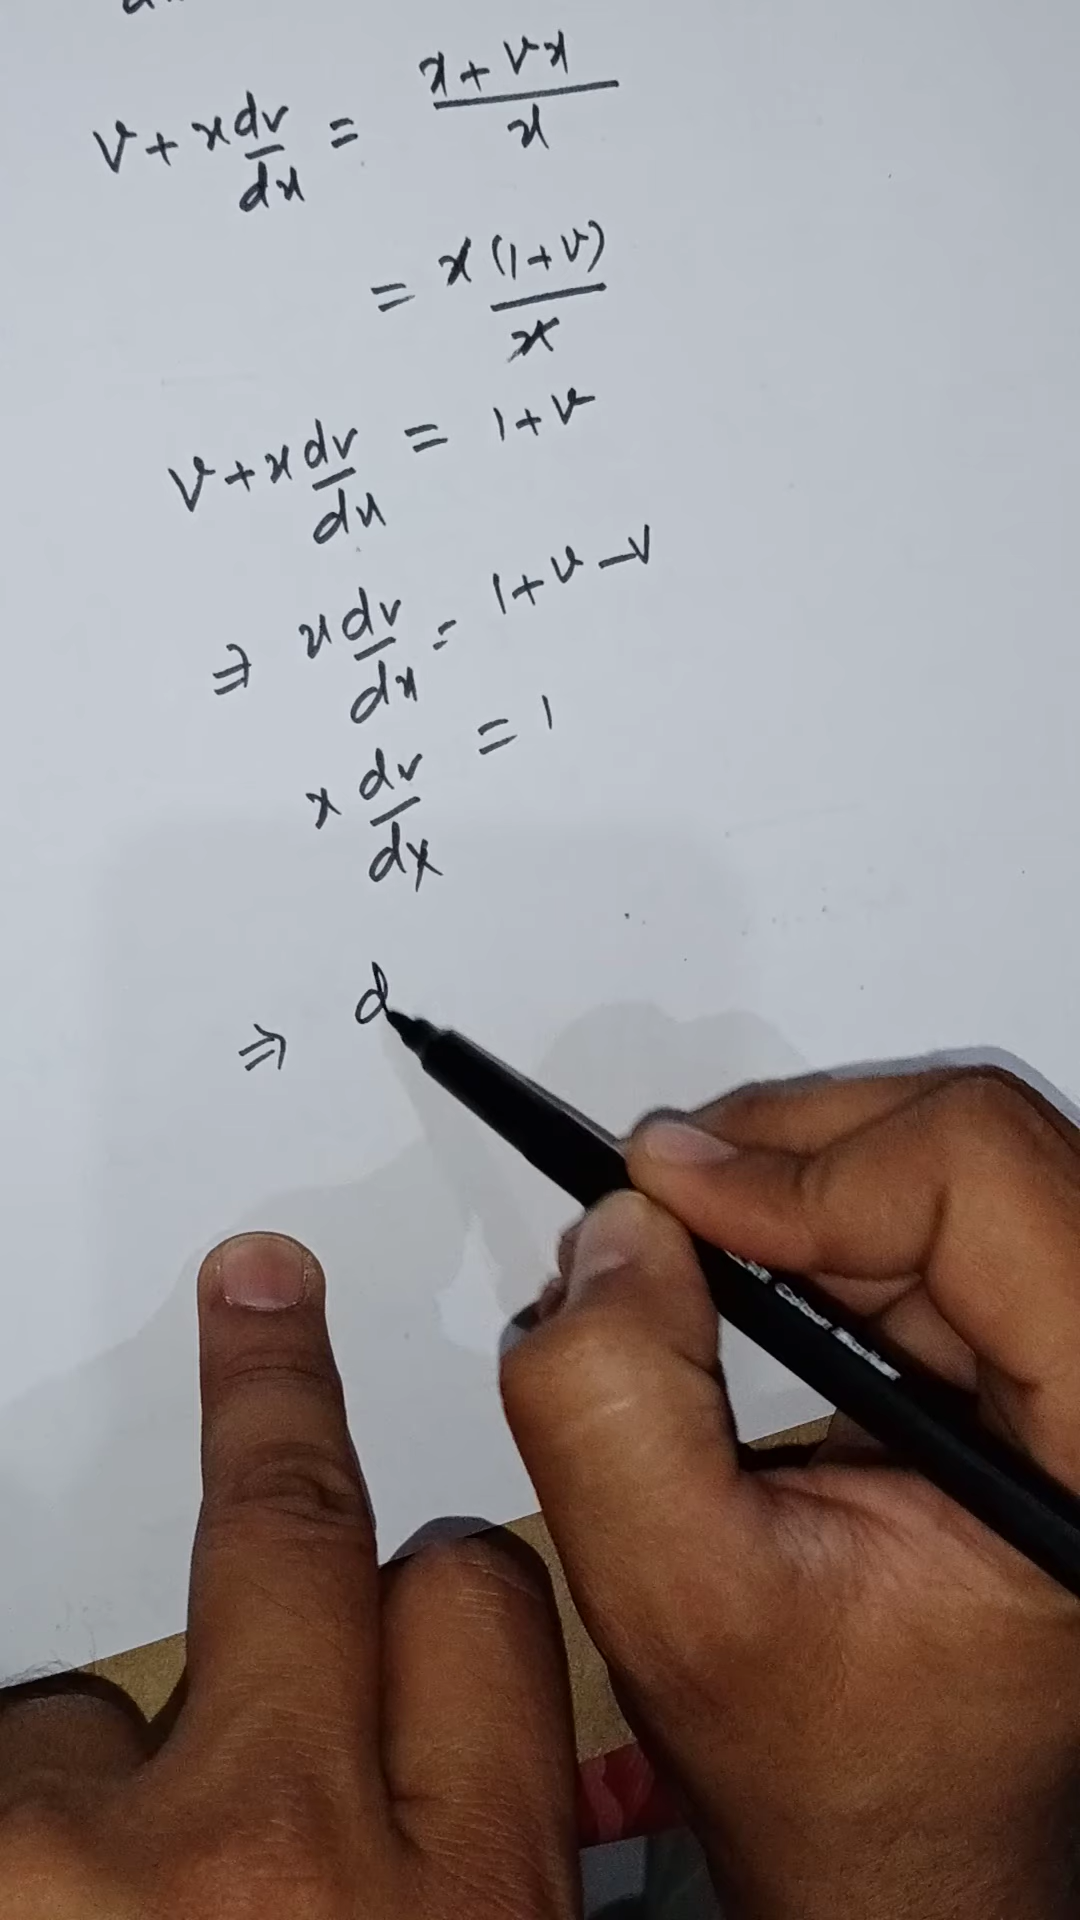 v + x dv/dx = x + vx / x
= x (1+v) / x
v + x dv/dx = 1 + v
⇒ x dv/dx = 1 + v - v
x dv/dx = 1
⇒ d